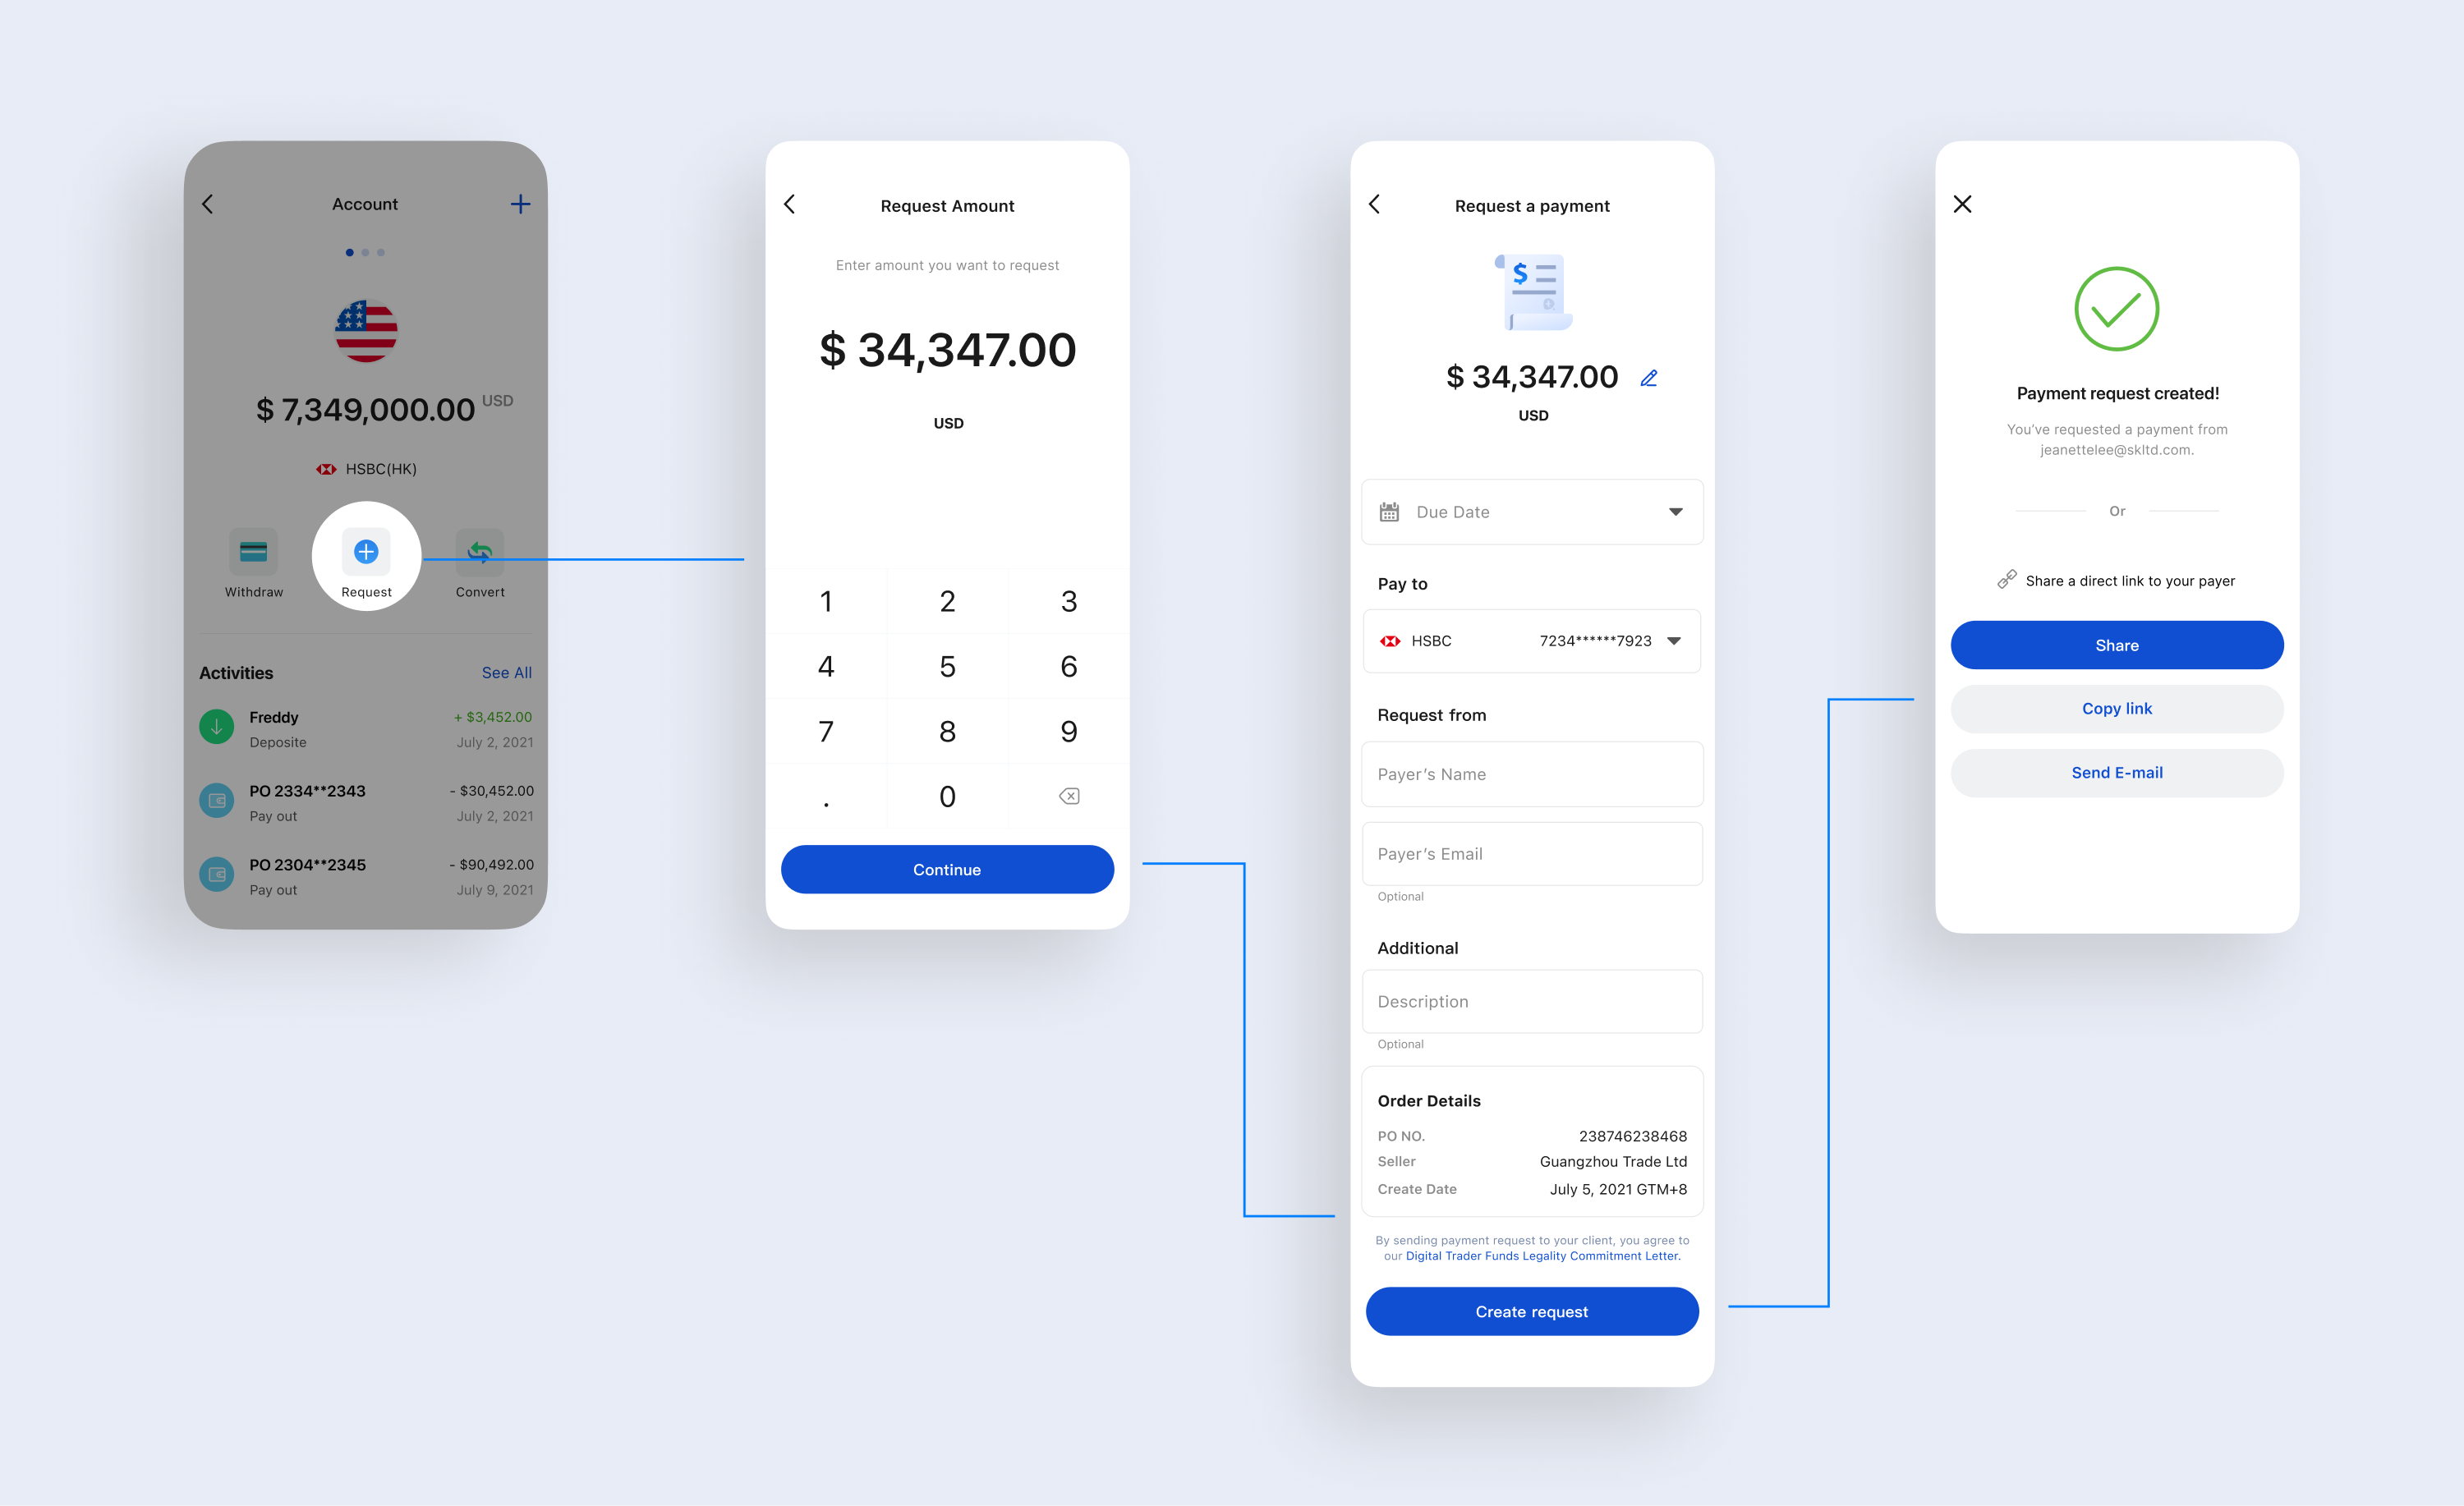 Account
$ 7,349,000.00 USD
HSBC(HK)
Withdraw
Request
Convert
Activities
See All
Freddy
+ $3,452.00
Deposite
July 2, 2021
PO 2334**2343
- $30,452.00
Pay out
July 2, 2021
PO 2304**2345
- $90,492.00
Pay out
July 9, 2021
Request Amount
Enter amount you want to request
$ 34,347.00
USD
1 2 3
4 5 6
7 8 9
. 0
Continue
Request a payment
$
$ 34,347.00
USD
Due Date
Pay to
HSBC
7234******7923
Request from
Payer’s Name
Payer’s Email
Optional
Additional
Description
Optional
Order Details
PO NO.
238746238468
Seller
Guangzhou Trade Ltd
Create Date
July 5, 2021 GTM+8
By sending payment request to your client, you agree to
our Digital Trader Funds Legality Commitment Letter.
Create request
Payment request created!
You’ve requested a payment from
jeanettelee@skltd.com.
Or
Share a direct link to your payer
Share
Copy link
Send E-mail